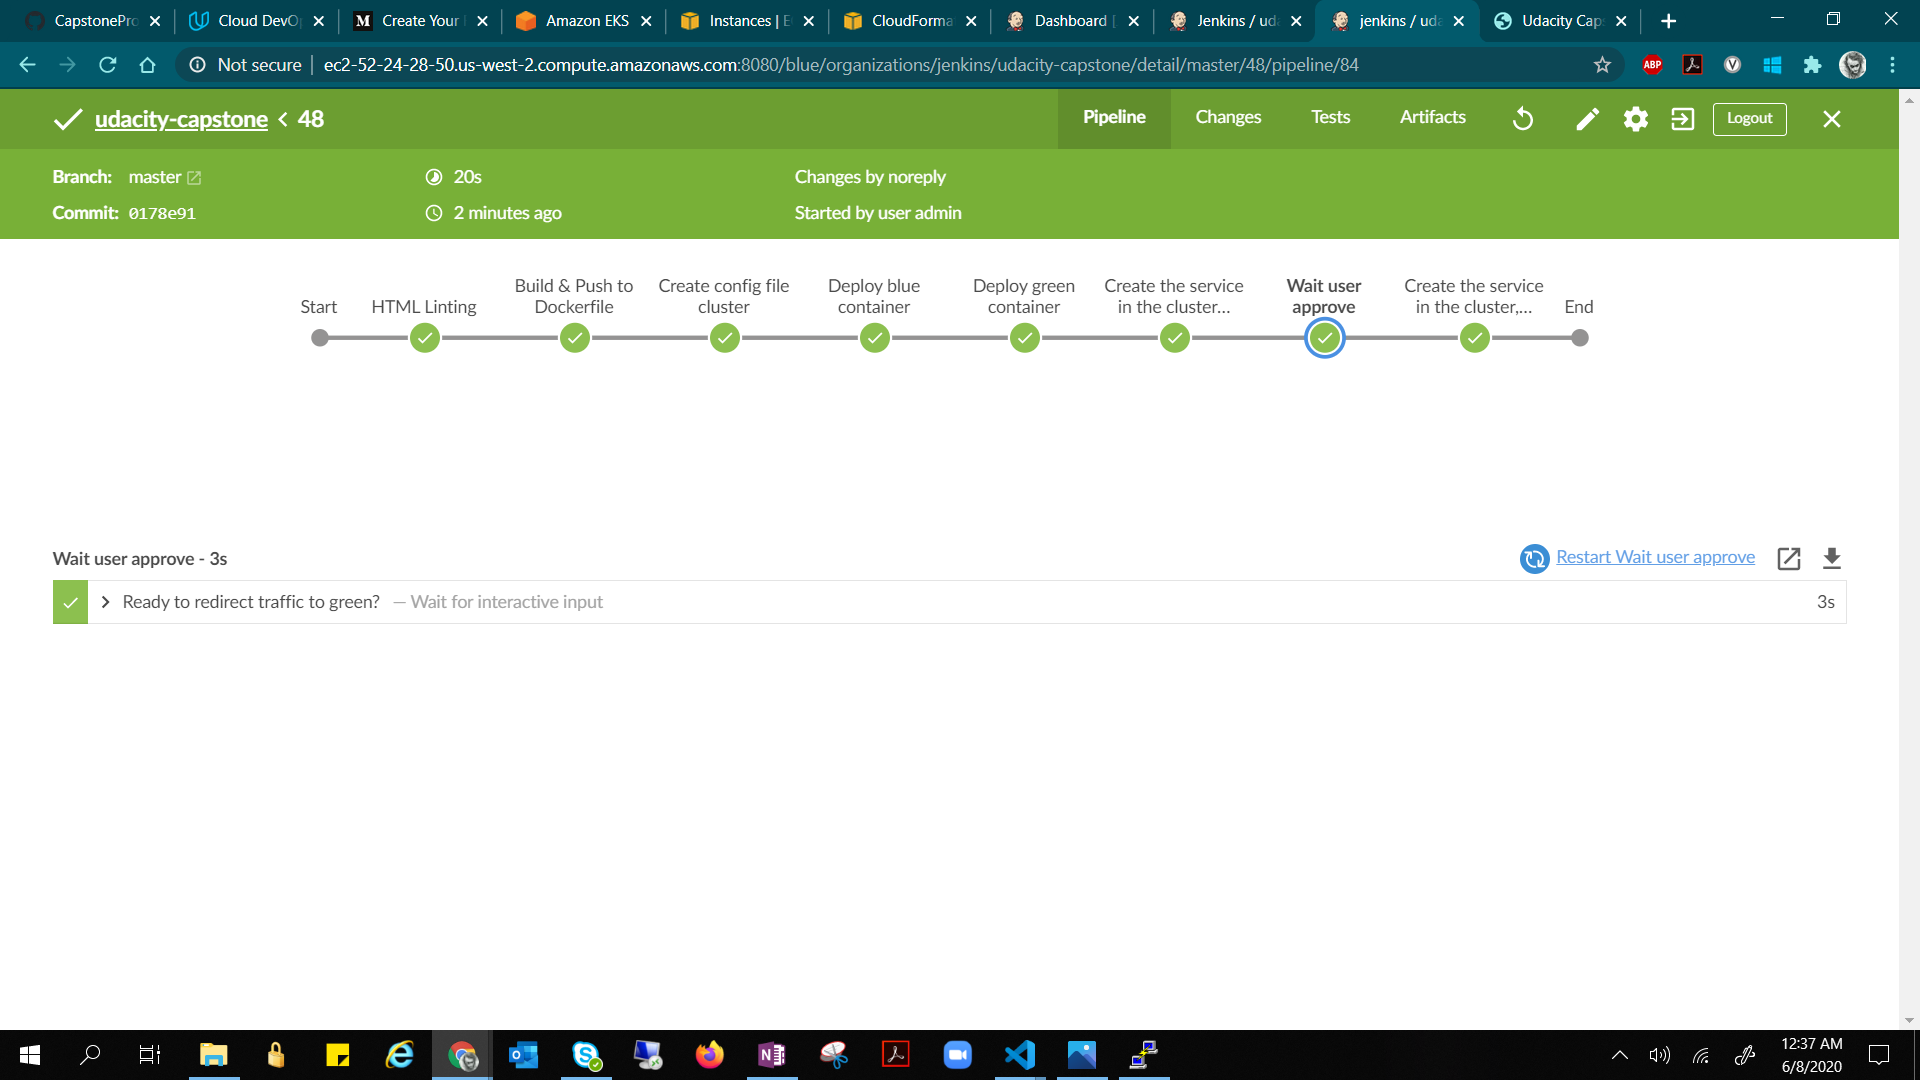 CapstonePro
Cloud DevO
Create Your
Amazon EKS
Instances | E
CloudForma
Dashboard [
Jenkins / uda
jenkins / uda
Udacity Cap
Not secure
ec2-52-24-28-50.us-west-2.compute.amazonaws.com:8080/blue/organizations/jenkins/udacity-capstone/detail/master/48/pipeline/84
ABP
udacity-capstone < 48
Pipeline
Changes
Tests
Artifacts
Logout
Branch: master
20s
Changes by noreply
Commit: 0178e91
2 minutes ago
Started by user admin
Start
HTML Linting
Build & Push to
Dockerfile
Create config file
cluster
Deploy blue
container
Deploy green
container
Create the service
in the cluster...
Wait user
approve
Create the service
in the cluster,...
End
Wait user approve - 3s
Restart Wait user approve
Ready to redirect traffic to green? — Wait for interactive input
3s
12:37 AM
6/8/2020